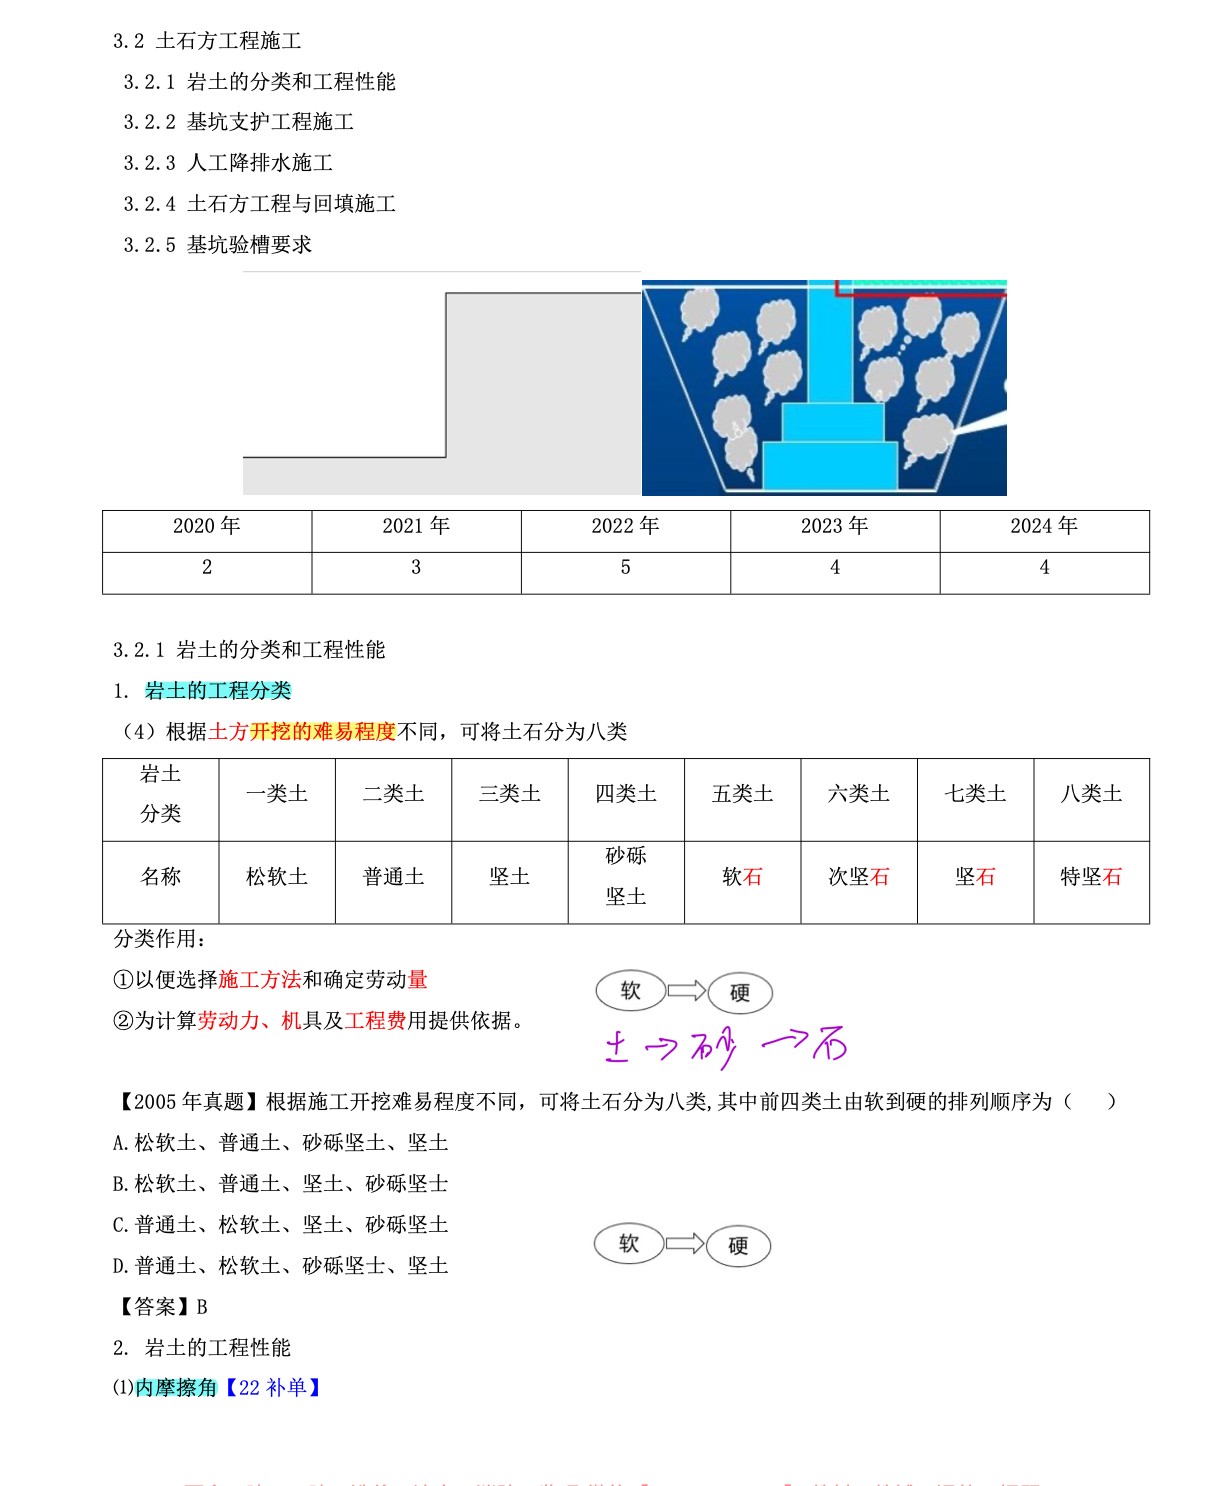 3.2 土石方工程施工
3.2.1 岩土的分类和工程性能
3.2.2 基坑支护工程施工
3.2.3 人工降排水施工
3.2.4 土石方工程与回填施工
3.2.5 基坑验槽要求
2020 年 2021 年 2022 年 2023 年 2024 年
2 3 5 4 4
3.2.1 岩土的分类和工程性能
1. 岩土的工程分类
（4）根据土方开挖的难易程度不同，可将土石分为八类
岩土分类 一类土 二类土 三类土 四类土 五类土 六类土 七类土 八类土
名称 松软土 普通土 坚土 砂砾坚土 软石 次坚石 坚石 特坚石
分类作用：
①以便选择施工方法和确定劳动量
软 硬
②为计算劳动力、机具及工程费用提供依据。
土→砂→石
【2005 年真题】根据施工开挖难易程度不同，可将土石分为八类,其中前四类土由软到硬的排列顺序为（ ）
A.松软土、普通土、砂砾坚土、坚土
B.松软土、普通土、坚土、砂砾坚士
C.普通土、松软土、坚土、砂砾坚土
软 硬
D.普通土、松软土、砂砾坚士、坚土
【答案】B
2. 岩土的工程性能
⑴内摩擦角【22 补单】